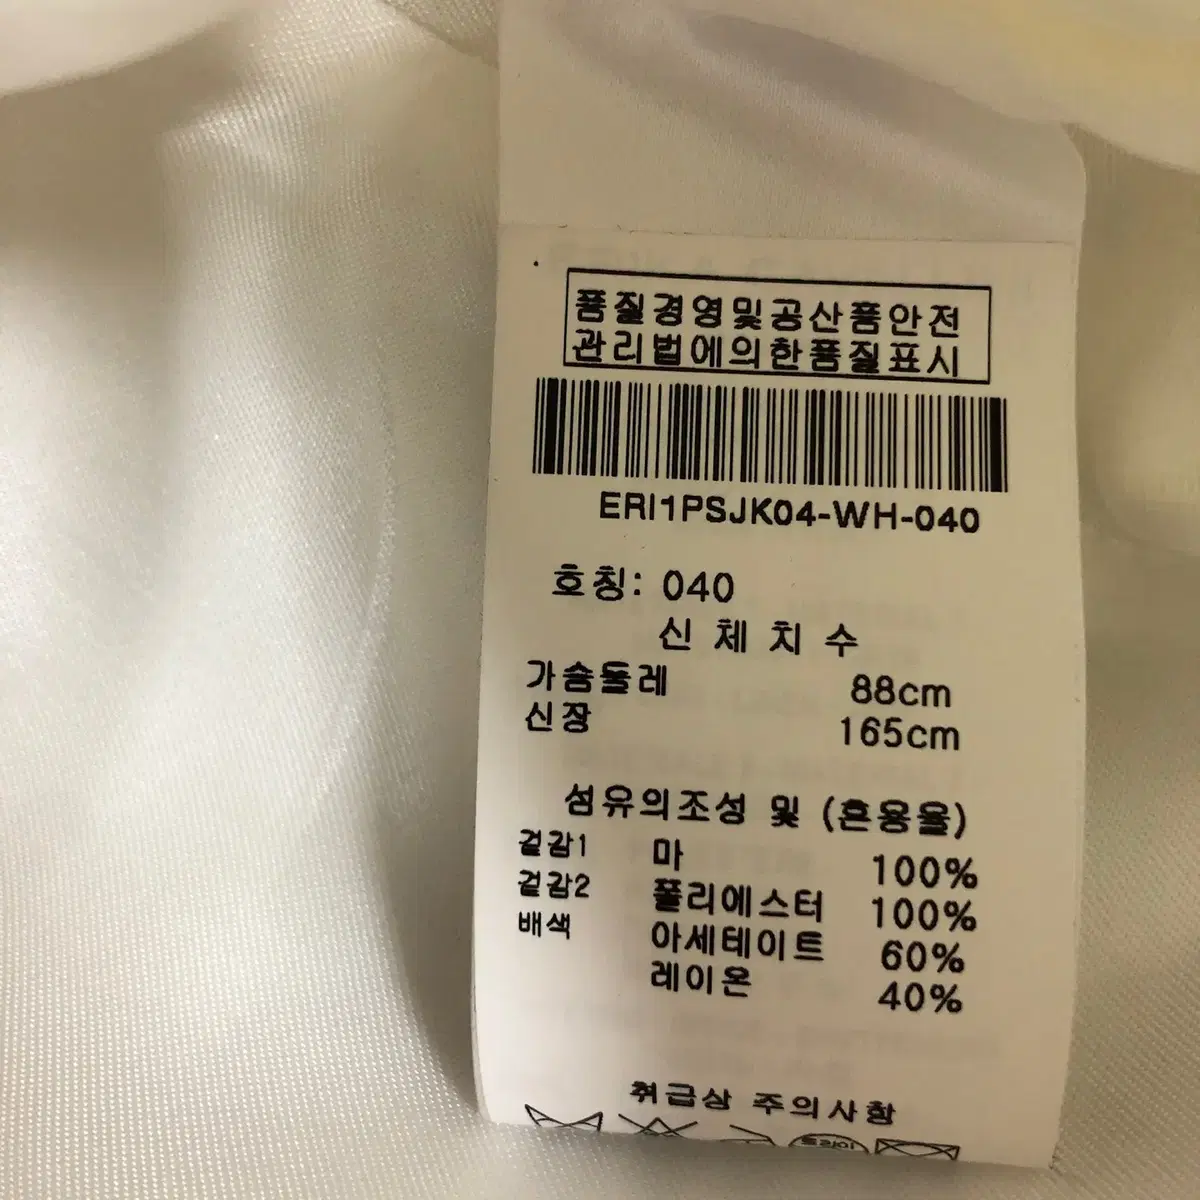 품질경영및공산품안전
관리법에의한품질표시
ERI1PSJK04-WH-040
호칭: 040
신 체 치 수
가슴둘레 88cm
신장 165cm
섬유의조성 및 (혼용율)
겉감1 마 100%
겉감2 폴리에스터 100%
배색 아세테이트 60%
레이온 40%
취급상 주의사항
드라이